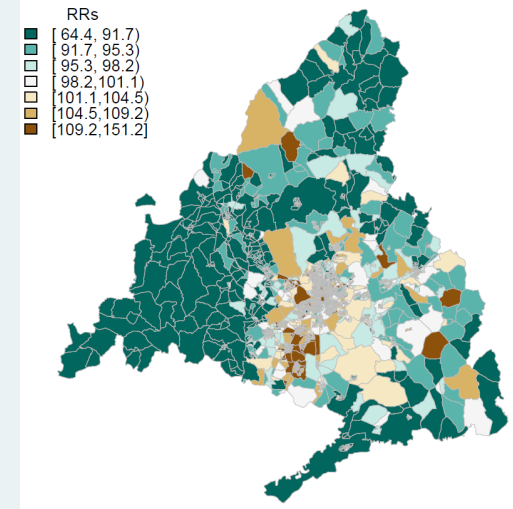 RRs
[ 64.4, 91.7)
[ 91.7, 95.3)
[ 95.3, 98.2)
[ 98.2,101.1)
[101.1,104.5)
[104.5,109.2)
[109.2,151.2]